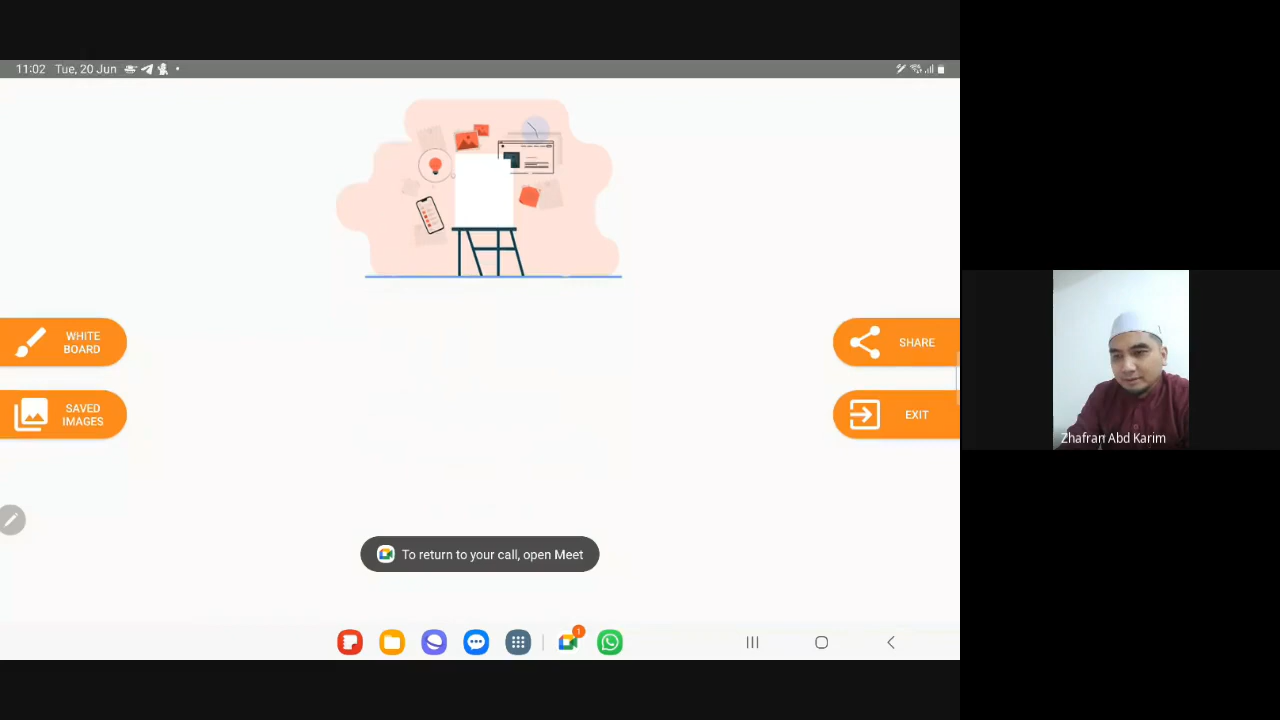 11:02 Tue, 20 Jun
WHITE
BOARD
SAVED
IMAGES
SHARE
EXIT
To return to your call, open Meet
1
Zhafran Abd Karim